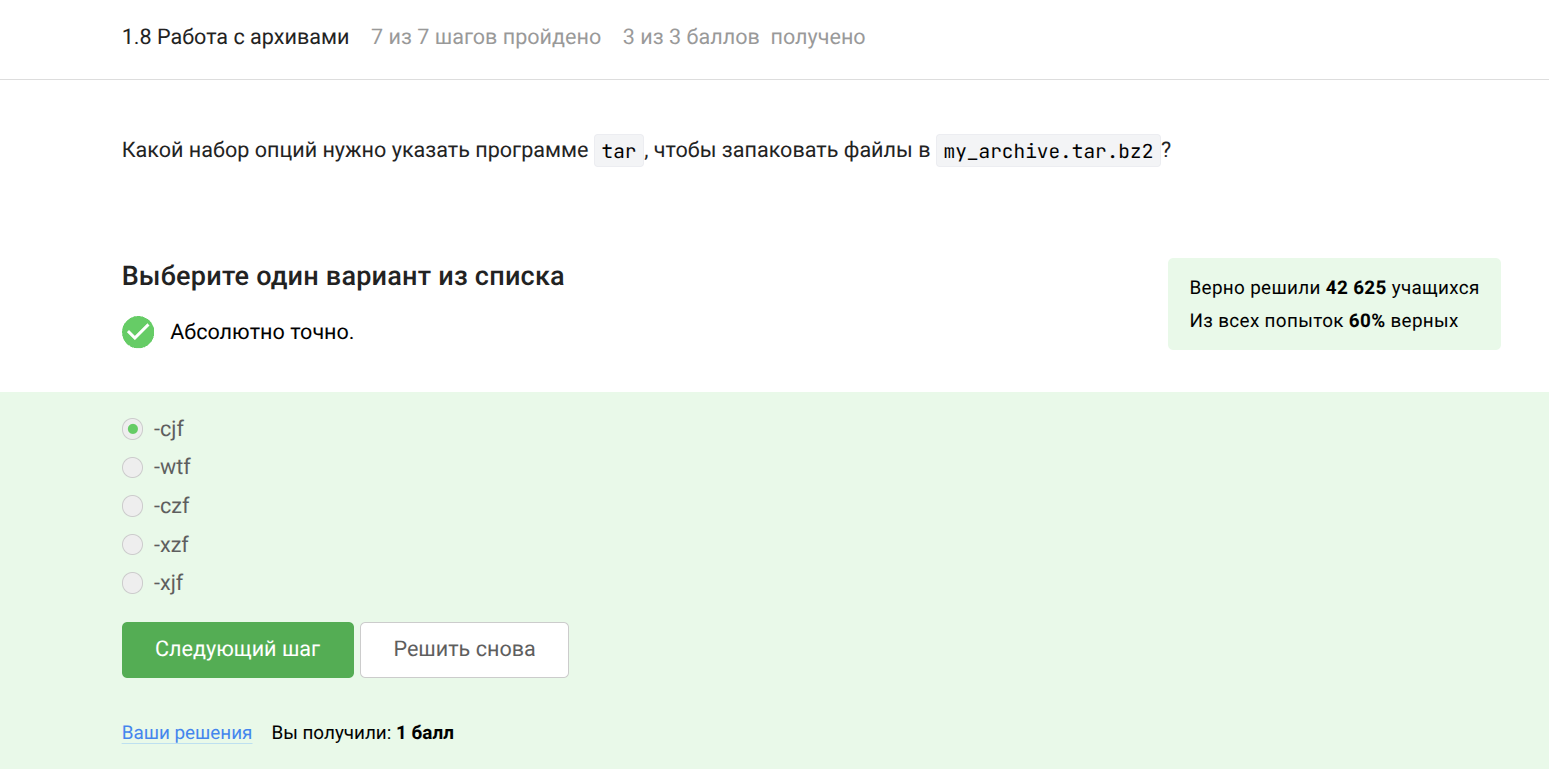 1.8 Работа с архивами 7 из 7 шагов пройдено 3 из 3 баллов получено
Какой набор опций нужно указать программе tar, чтобы запаковать файлы в my_archive.tar.bz2?
Выберите один вариант из списка
Абсолютно точно.
Верно решили 42 625 учащихся
Из всех попыток 60% верных
-cjf
-wtf
-czf
-xzf
-xjf
Следующий шаг
Решить снова
Ваши решения Вы получили: 1 балл